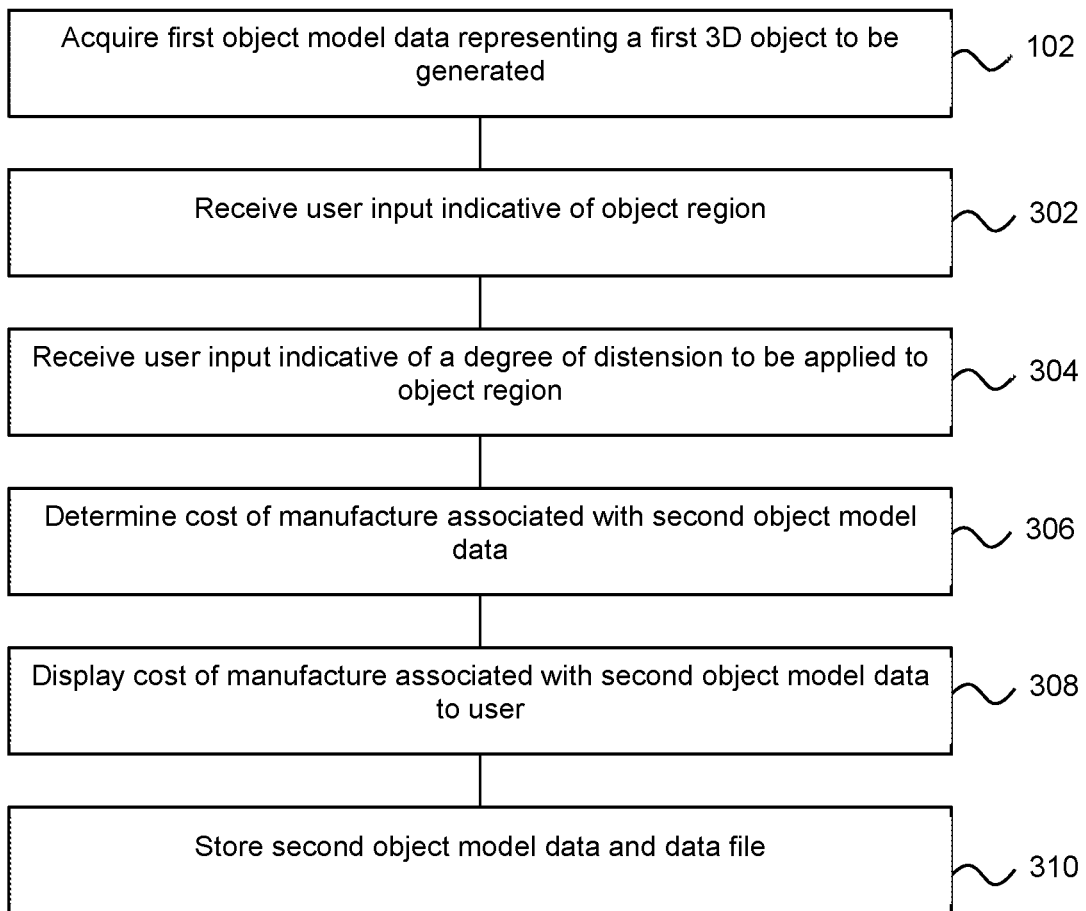 Acquire first object model data representing a first 3D object to be
generated
102
Receive user input indicative of object region
302
Receive user input indicative of a degree of distension to be applied to
object region
304
Determine cost of manufacture associated with second object model
data
306
Display cost of manufacture associated with second object model data
to user
308
Store second object model data and data file
310